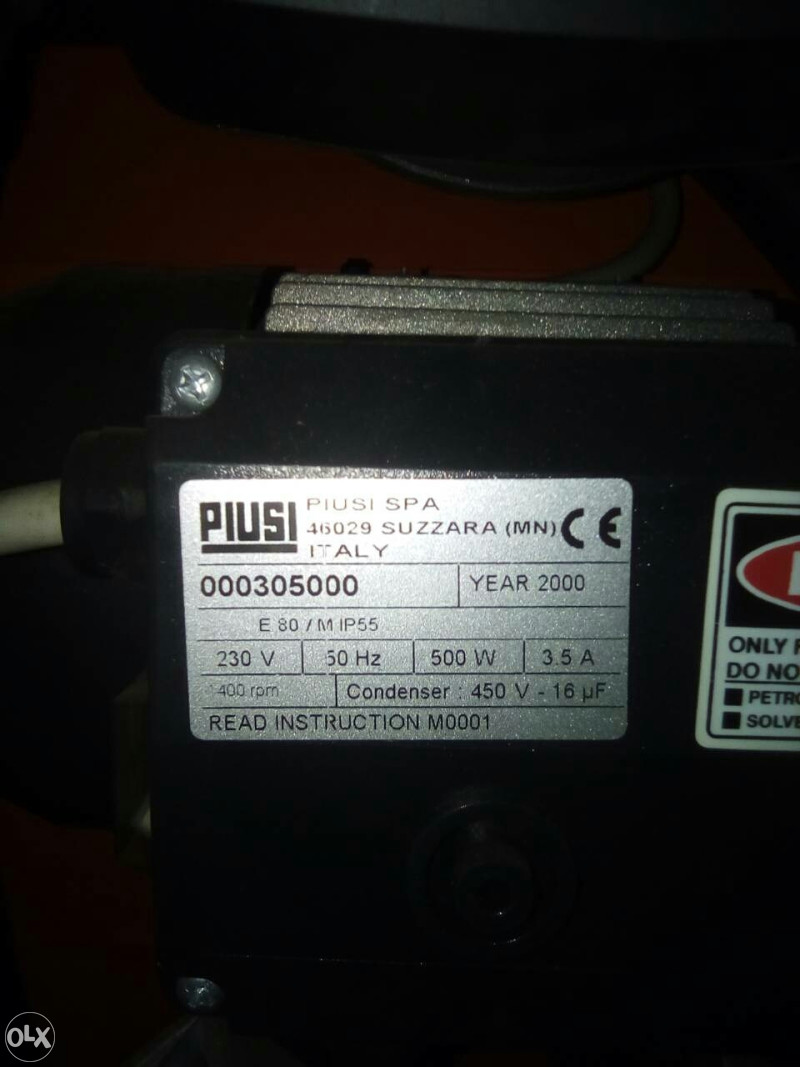 PIUSI
PIUSI SPA
46029 SUZZARA (MN)
ITALY
CE
000305000
YEAR 2000
E 80 / M IP55
230 V
50 Hz
500 W
3.5 A
400 rpm
Condenser : 450 V - 16 µF
READ INSTRUCTION M0001
ONLY
DO NO
PETRO
SOLVE
OLX